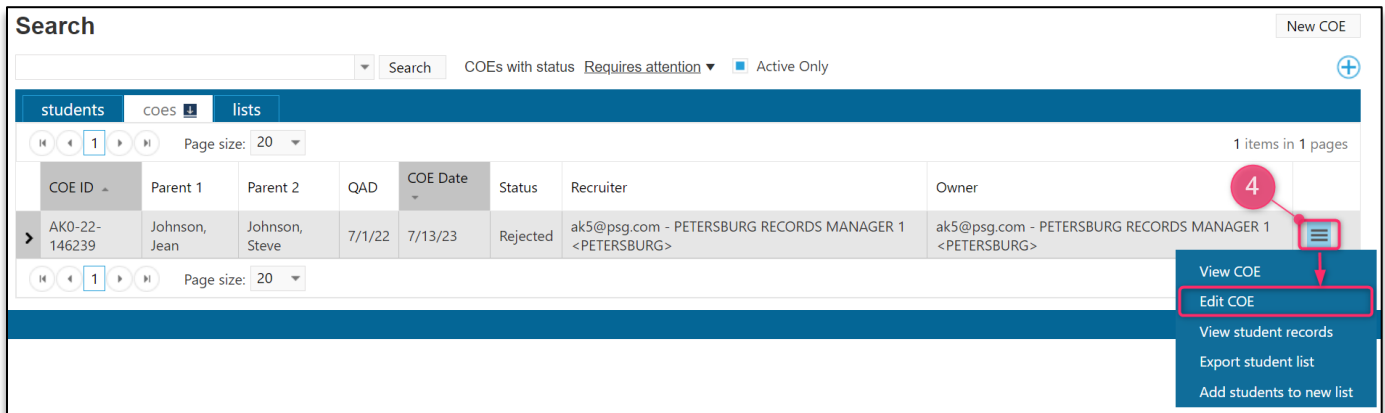 Search
New COE
Search COEs with status Requires attention Active Only
students coes lists
1 Page size: 20 1 items in 1 pages
COE ID Parent 1 Parent 2 QAD COE Date Status Recruiter Owner
4
AK0-22-146239 Johnson, Jean Johnson, Steve 7/1/22 7/13/23 Rejected ak5@psg.com - PETERSBURG RECORDS MANAGER 1 <PETERSBURG> ak5@psg.com - PETERSBURG RECORDS MANAGER 1 <PETERSBURG>
1 Page size: 20
View COE
Edit COE
View student records
Export student list
Add students to new list